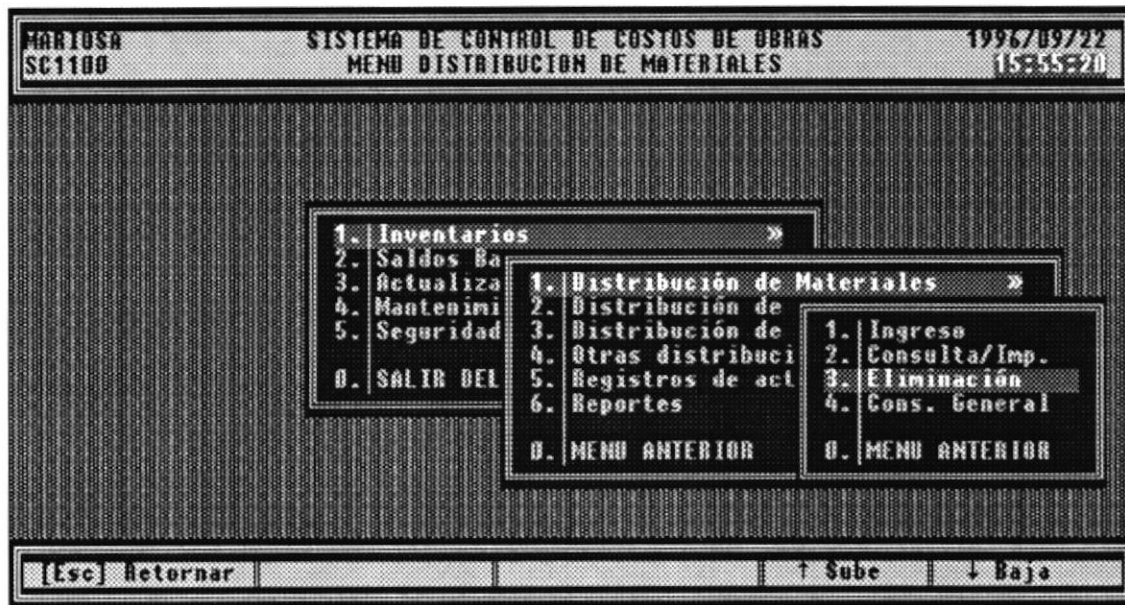 MARIOSA SISTEMA DE CONTROL DE COSTOS DE OBRAS 1996/09/22
SC1100 MENU DISTRIBUCION DE MATERIALES 15:55:20
1. Inventarios »
2. Saldos Ba
3. Actualiza
4. Mantenimi
5. Seguridad
0. SALIR DEL
1. Distribución de Materiales »
2. Distribución de
3. Distribución de
4. Otras distribuci
5. Registros de act
6. Reportes
0. MENU ANTERIOR
1. Ingreso
2. Consulta/Imp.
3. Eliminación
4. Cons. General
0. MENU ANTERIOR
[Esc] Retornar ↑ Sube ↓ Baja